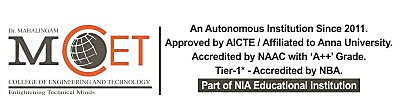 Dr. MAHALINGAM
MCET
COLLEGE OF ENGINEERING AND TECHNOLOGY
Enlightening Technical Minds
An Autonomous Institution Since 2011.
Approved by AICTE / Affiliated to Anna University.
Accredited by NAAC with ‘A++’ Grade.
Tier-1* - Accredited by NBA.
Part of NIA Educational Institution